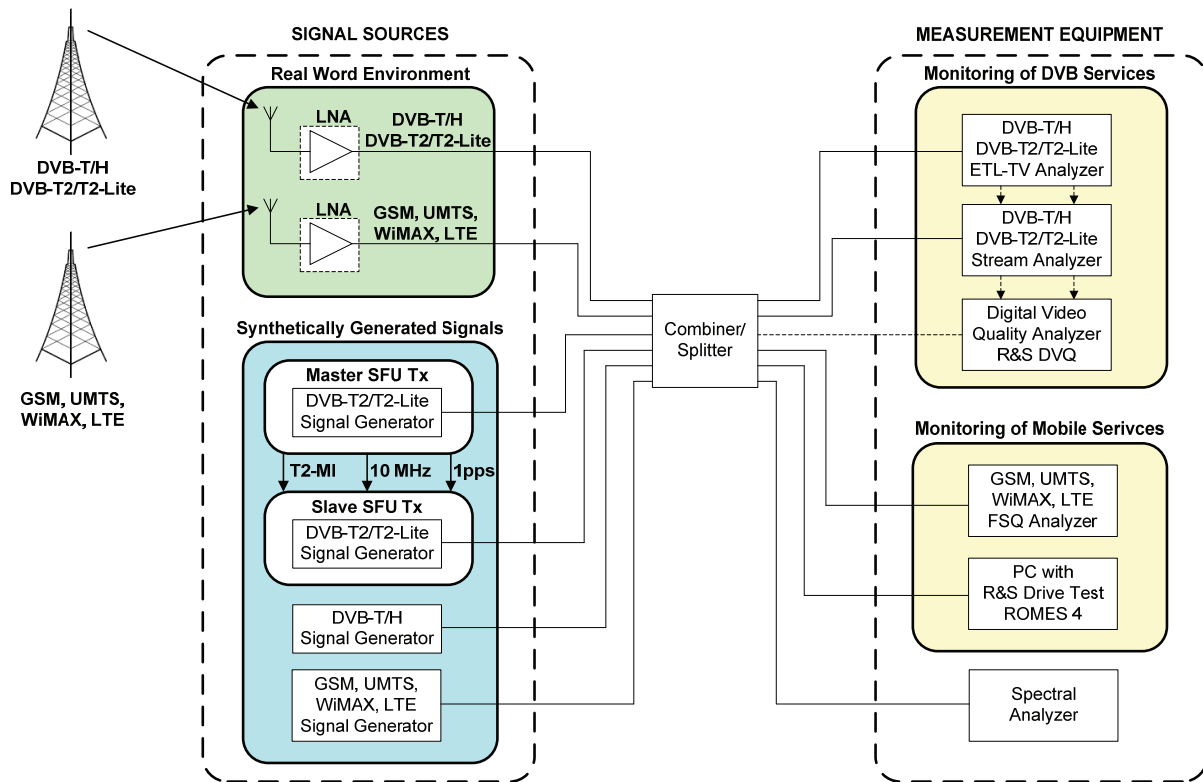 SIGNAL SOURCES
MEASUREMENT EQUIPMENT
DVB-T/H
DVB-T2/T2-Lite
GSM, UMTS,
WiMAX, LTE
Real Word Environment
LNA
DVB-T/H
DVB-T2/T2-Lite
LNA
GSM, UMTS,
WiMAX, LTE
Synthetically Generated Signals
Master SFU Tx
DVB-T2/T2-Lite
Signal Generator
T2-MI
10 MHz
1pps
Slave SFU Tx
DVB-T2/T2-Lite
Signal Generator
DVB-T/H
Signal Generator
GSM, UMTS,
WiMAX, LTE
Signal Generator
Combiner/
Splitter
Monitoring of DVB Services
DVB-T/H
DVB-T2/T2-Lite
ETL-TV Analyzer
DVB-T/H
DVB-T2/T2-Lite
Stream Analyzer
Digital Video
Quality Analyzer
R&S DVQ
Monitoring of Mobile Serivces
GSM, UMTS,
WiMAX, LTE
FSQ Analyzer
PC with
R&S Drive Test
ROMES 4
Spectral
Analyzer